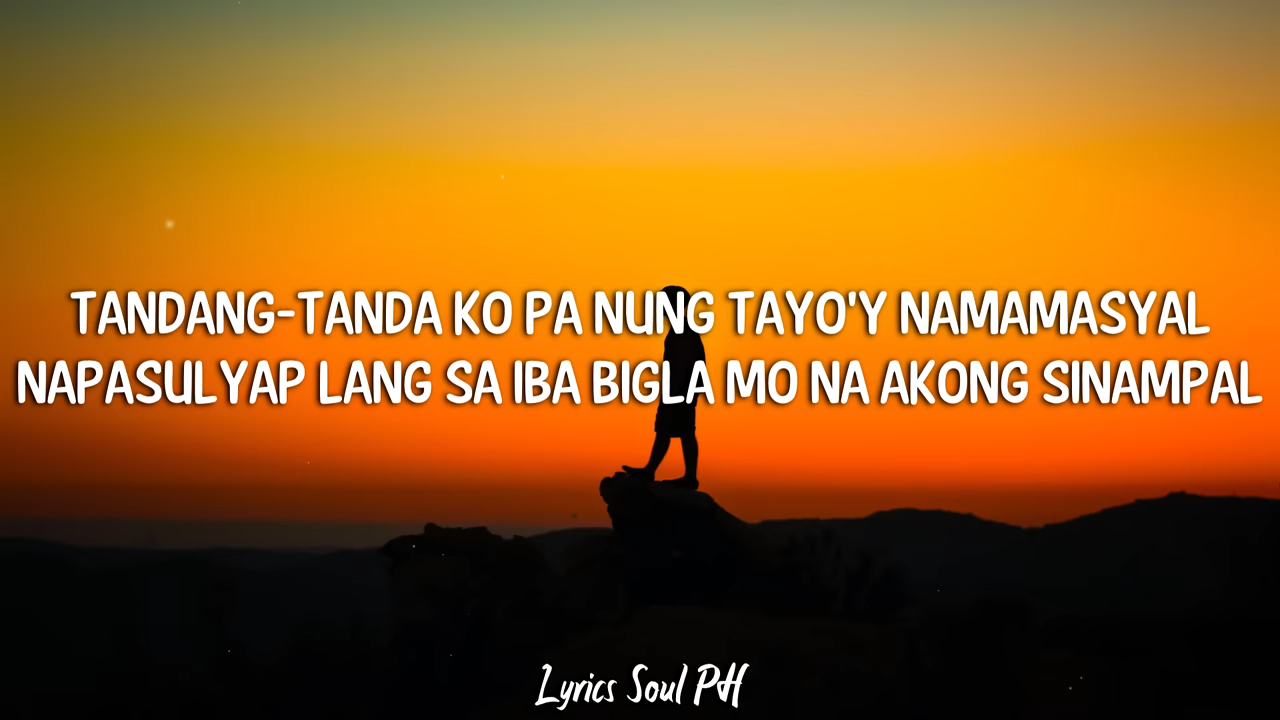 TANDANG-TANDA KO PA NUNG TAYO'Y NAMAMASYAL
NAPASULYAP LANG SA IBA BIGLA MO NA AKONG SINAMPAL
Lyrics Soul PH